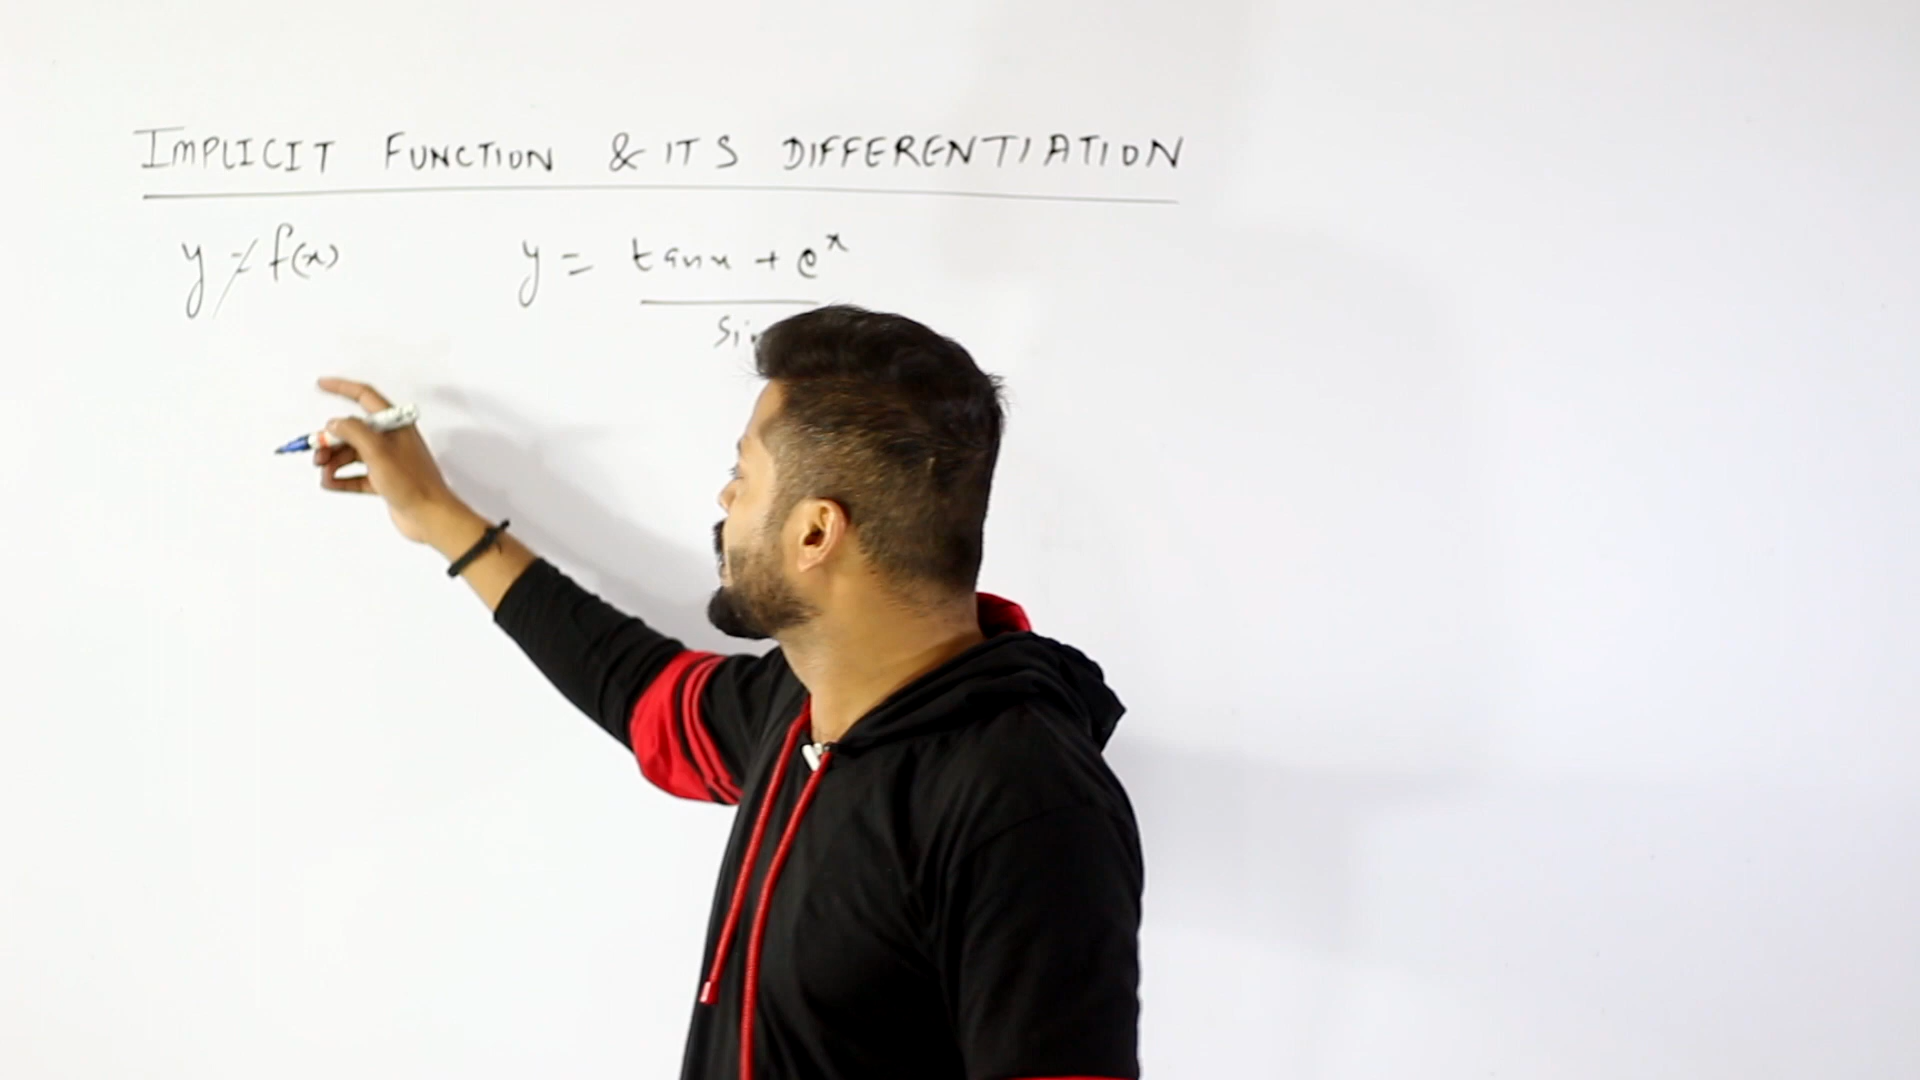 IMPLICIT FUNCTION & ITS DIFFERENTIATION
y ≠ f(x)
y = tanx + e^x